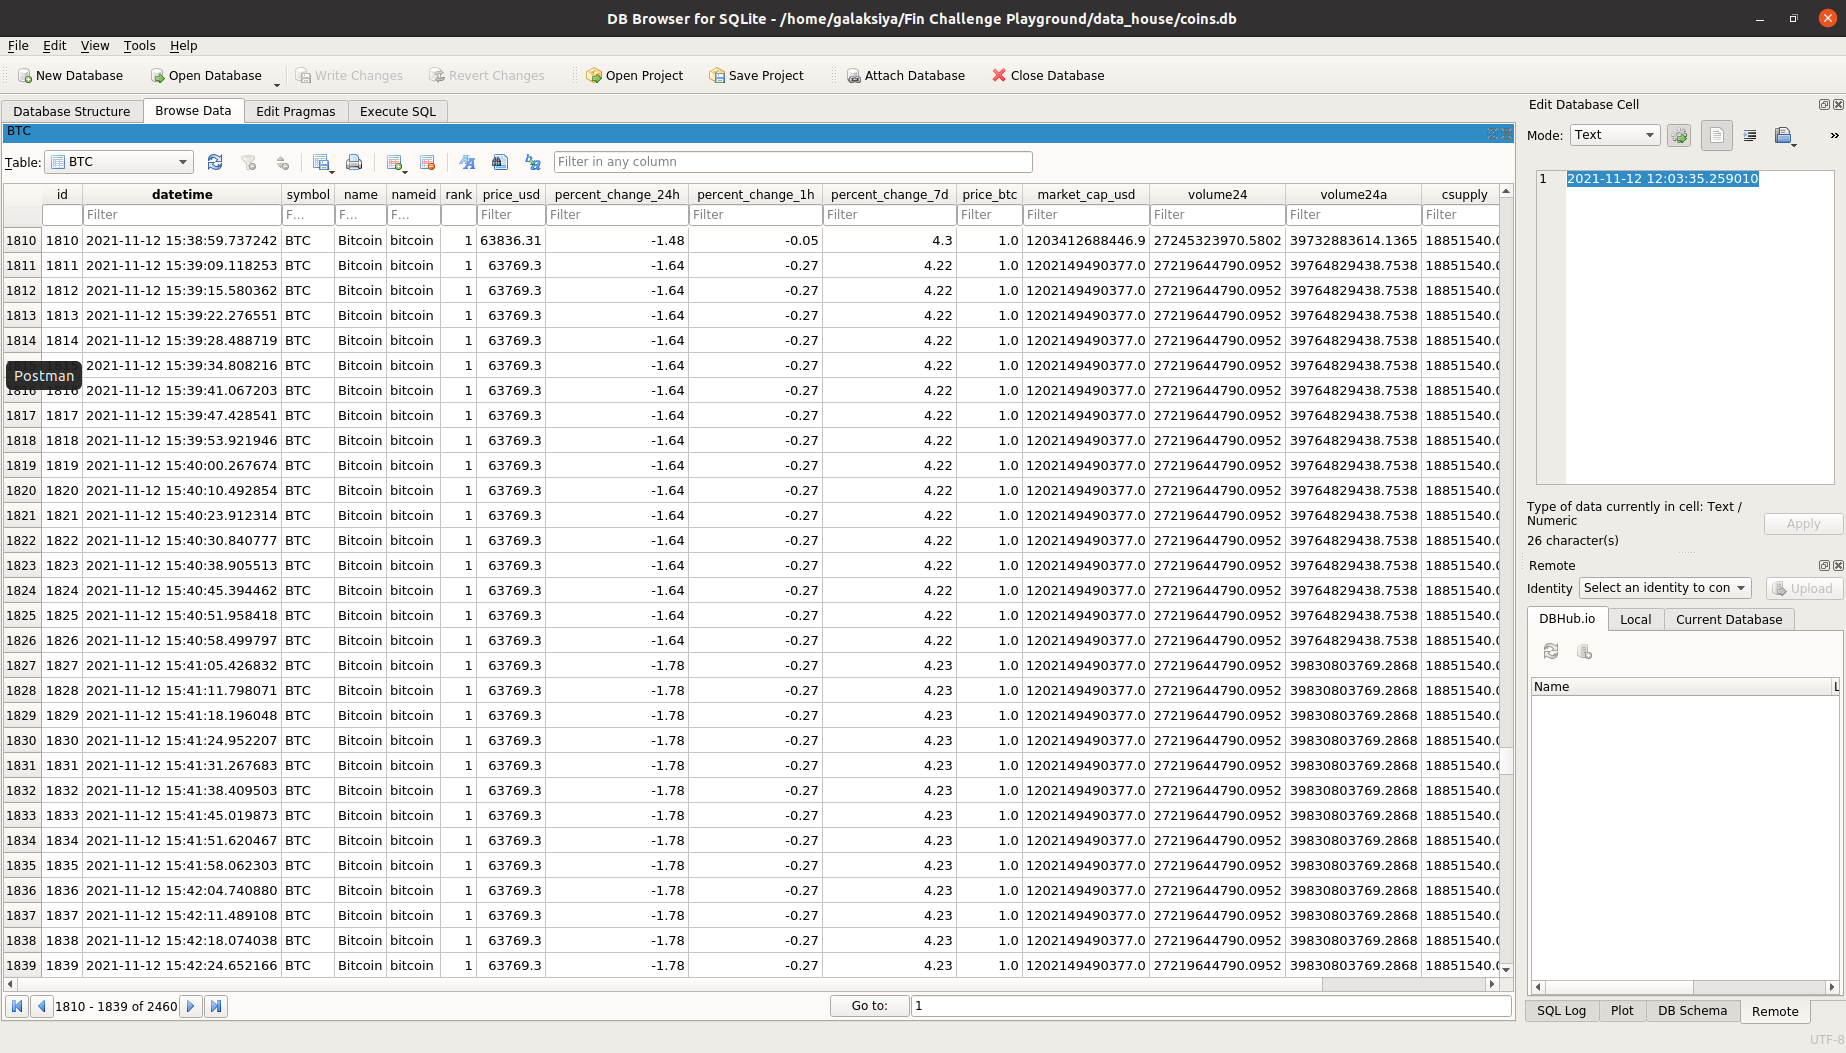 DB Browser for SQLite - /home/galaksiya/Fin Challenge Playground/data_house/coins.db
File Edit View Tools Help
New Database Open Database Write Changes Revert Changes Open Project Save Project Attach Database Close Database
Database Structure Browse Data Edit Pragmas Execute SQL
BTC
Table: BTC Filter in any column
id datetime symbol name nameid rank price_usd percent_change_24h percent_change_1h percent_change_7d price_btc market_cap_usd volume24 volume24a csupply
Filter F... F... F... Filter Filter Filter Filter Filter Filter Filter Filter Filter
1810 1810 2021-11-12 15:38:59.737242 BTC Bitcoin bitcoin 1 63836.31 -1.48 -0.05 4.3 1.0 1203412688446.9 27245323970.5802 39732883614.1365 18851540.0
1811 1811 2021-11-12 15:39:09.118253 BTC Bitcoin bitcoin 1 63769.3 -1.64 -0.27 4.22 1.0 1202149490377.0 27219644790.0952 39764829438.7538 18851540.0
1812 1812 2021-11-12 15:39:15.580362 BTC Bitcoin bitcoin 1 63769.3 -1.64 -0.27 4.22 1.0 1202149490377.0 27219644790.0952 39764829438.7538 18851540.0
1813 1813 2021-11-12 15:39:22.276551 BTC Bitcoin bitcoin 1 63769.3 -1.64 -0.27 4.22 1.0 1202149490377.0 27219644790.0952 39764829438.7538 18851540.0
1814 1814 2021-11-12 15:39:28.488719 BTC Bitcoin bitcoin 1 63769.3 -1.64 -0.27 4.22 1.0 1202149490377.0 27219644790.0952 39764829438.7538 18851540.0
2021-11-12 15:39:34.808216 BTC Bitcoin bitcoin 1 63769.3 -1.64 -0.27 4.22 1.0 1202149490377.0 27219644790.0952 39764829438.7538 18851540.0
Postman
1816 1816 2021-11-12 15:39:41.067203 BTC Bitcoin bitcoin 1 63769.3 -1.64 -0.27 4.22 1.0 1202149490377.0 27219644790.0952 39764829438.7538 18851540.0
1817 1817 2021-11-12 15:39:47.428541 BTC Bitcoin bitcoin 1 63769.3 -1.64 -0.27 4.22 1.0 1202149490377.0 27219644790.0952 39764829438.7538 18851540.0
1818 1818 2021-11-12 15:39:53.921946 BTC Bitcoin bitcoin 1 63769.3 -1.64 -0.27 4.22 1.0 1202149490377.0 27219644790.0952 39764829438.7538 18851540.0
1819 1819 2021-11-12 15:40:00.267674 BTC Bitcoin bitcoin 1 63769.3 -1.64 -0.27 4.22 1.0 1202149490377.0 27219644790.0952 39764829438.7538 18851540.0
1820 1820 2021-11-12 15:40:10.492854 BTC Bitcoin bitcoin 1 63769.3 -1.64 -0.27 4.22 1.0 1202149490377.0 27219644790.0952 39764829438.7538 18851540.0
1821 1821 2021-11-12 15:40:23.912314 BTC Bitcoin bitcoin 1 63769.3 -1.64 -0.27 4.22 1.0 1202149490377.0 27219644790.0952 39764829438.7538 18851540.0
1822 1822 2021-11-12 15:40:30.840777 BTC Bitcoin bitcoin 1 63769.3 -1.64 -0.27 4.22 1.0 1202149490377.0 27219644790.0952 39764829438.7538 18851540.0
1823 1823 2021-11-12 15:40:38.905513 BTC Bitcoin bitcoin 1 63769.3 -1.64 -0.27 4.22 1.0 1202149490377.0 27219644790.0952 39764829438.7538 18851540.0
1824 1824 2021-11-12 15:40:45.394462 BTC Bitcoin bitcoin 1 63769.3 -1.64 -0.27 4.22 1.0 1202149490377.0 27219644790.0952 39764829438.7538 18851540.0
1825 1825 2021-11-12 15:40:51.958418 BTC Bitcoin bitcoin 1 63769.3 -1.64 -0.27 4.22 1.0 1202149490377.0 27219644790.0952 39764829438.7538 18851540.0
1826 1826 2021-11-12 15:40:58.499797 BTC Bitcoin bitcoin 1 63769.3 -1.64 -0.27 4.22 1.0 1202149490377.0 27219644790.0952 39764829438.7538 18851540.0
1827 1827 2021-11-12 15:41:05.426832 BTC Bitcoin bitcoin 1 63769.3 -1.78 -0.27 4.23 1.0 1202149490377.0 27219644790.0952 39830803769.2868 18851540.0
1828 1828 2021-11-12 15:41:11.798071 BTC Bitcoin bitcoin 1 63769.3 -1.78 -0.27 4.23 1.0 1202149490377.0 27219644790.0952 39830803769.2868 18851540.0
1829 1829 2021-11-12 15:41:18.196048 BTC Bitcoin bitcoin 1 63769.3 -1.78 -0.27 4.23 1.0 1202149490377.0 27219644790.0952 39830803769.2868 18851540.0
1830 1830 2021-11-12 15:41:24.952207 BTC Bitcoin bitcoin 1 63769.3 -1.78 -0.27 4.23 1.0 1202149490377.0 27219644790.0952 39830803769.2868 18851540.0
1831 1831 2021-11-12 15:41:31.267683 BTC Bitcoin bitcoin 1 63769.3 -1.78 -0.27 4.23 1.0 1202149490377.0 27219644790.0952 39830803769.2868 18851540.0
1832 1832 2021-11-12 15:41:38.409503 BTC Bitcoin bitcoin 1 63769.3 -1.78 -0.27 4.23 1.0 1202149490377.0 27219644790.0952 39830803769.2868 18851540.0
1833 1833 2021-11-12 15:41:45.019873 BTC Bitcoin bitcoin 1 63769.3 -1.78 -0.27 4.23 1.0 1202149490377.0 27219644790.0952 39830803769.2868 18851540.0
1834 1834 2021-11-12 15:41:51.620467 BTC Bitcoin bitcoin 1 63769.3 -1.78 -0.27 4.23 1.0 1202149490377.0 27219644790.0952 39830803769.2868 18851540.0
1835 1835 2021-11-12 15:41:58.062303 BTC Bitcoin bitcoin 1 63769.3 -1.78 -0.27 4.23 1.0 1202149490377.0 27219644790.0952 39830803769.2868 18851540.0
1836 1836 2021-11-12 15:42:04.740880 BTC Bitcoin bitcoin 1 63769.3 -1.78 -0.27 4.23 1.0 1202149490377.0 27219644790.0952 39830803769.2868 18851540.0
1837 1837 2021-11-12 15:42:11.489108 BTC Bitcoin bitcoin 1 63769.3 -1.78 -0.27 4.23 1.0 1202149490377.0 27219644790.0952 39830803769.2868 18851540.0
1838 1838 2021-11-12 15:42:18.074038 BTC Bitcoin bitcoin 1 63769.3 -1.78 -0.27 4.23 1.0 1202149490377.0 27219644790.0952 39830803769.2868 18851540.0
1839 1839 2021-11-12 15:42:24.652166 BTC Bitcoin bitcoin 1 63769.3 -1.78 -0.27 4.23 1.0 1202149490377.0 27219644790.0952 39830803769.2868 18851540.0
1810 - 1839 of 2460 Go to: 1
Edit Database Cell
Mode: Text
1 2021-11-12 12:03:35.259010
Type of data currently in cell: Text /
Numeric
Apply
26 character(s)
Remote
Identity Select an identity to con Upload
DBHub.io Local Current Database
Name L
SQL Log Plot DB Schema Remote
UTF-8